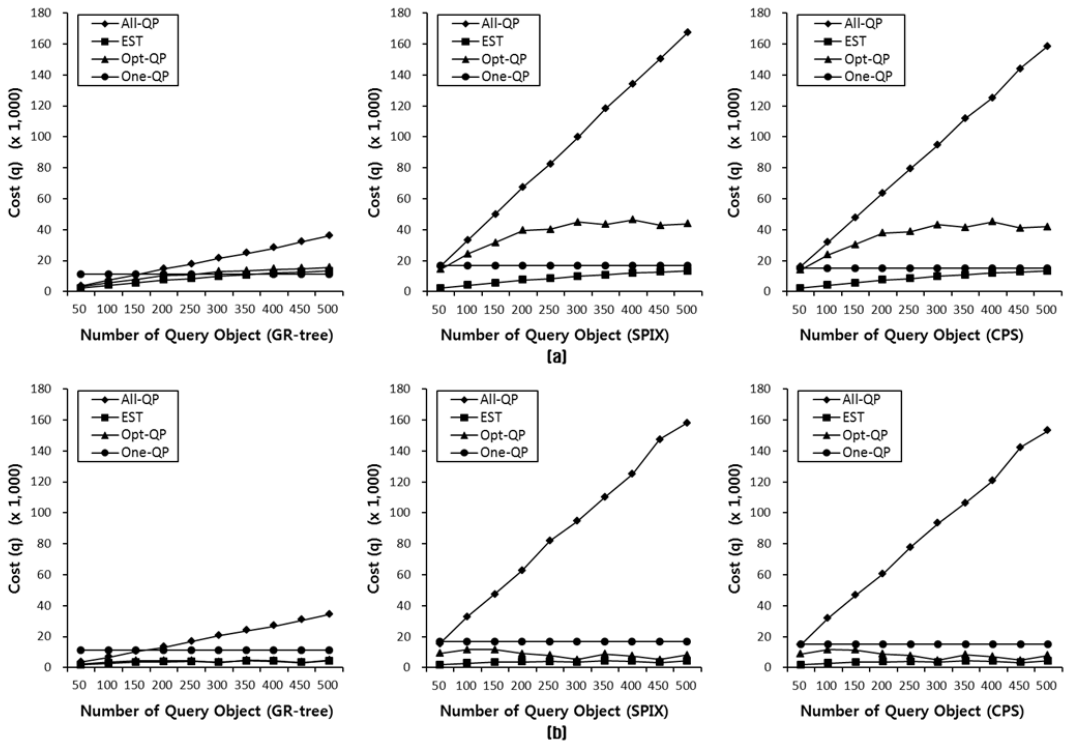 180
160
140
120
100
80
60
40
20
0
Cost (q) (x 1,000)
All-QP
EST
Opt-QP
One-QP
50 100 150 200 250 300 350 400 450 500
Number of Query Object (GR-tree)
180
160
140
120
100
80
60
40
20
0
Cost (q) (x 1,000)
All-QP
EST
Opt-QP
One-QP
50 100 150 200 250 300 350 400 450 500
Number of Query Object (SPIX)
180
160
140
120
100
80
60
40
20
0
Cost (q) (x 1,000)
All-QP
EST
Opt-QP
One-QP
50 100 150 200 250 300 350 400 450 500
Number of Query Object (CPS)
(a)
180
160
140
120
100
80
60
40
20
0
Cost (q) (x 1,000)
All-QP
EST
Opt-QP
One-QP
50 100 150 200 250 300 350 400 450 500
Number of Query Object (GR-tree)
180
160
140
120
100
80
60
40
20
0
Cost (q) (x 1,000)
All-QP
EST
Opt-QP
One-QP
50 100 150 200 250 300 350 400 450 500
Number of Query Object (SPIX)
180
160
140
120
100
80
60
40
20
0
Cost (q) (x 1,000)
All-QP
EST
Opt-QP
One-QP
50 100 150 200 250 300 350 400 450 500
Number of Query Object (CPS)
(b)